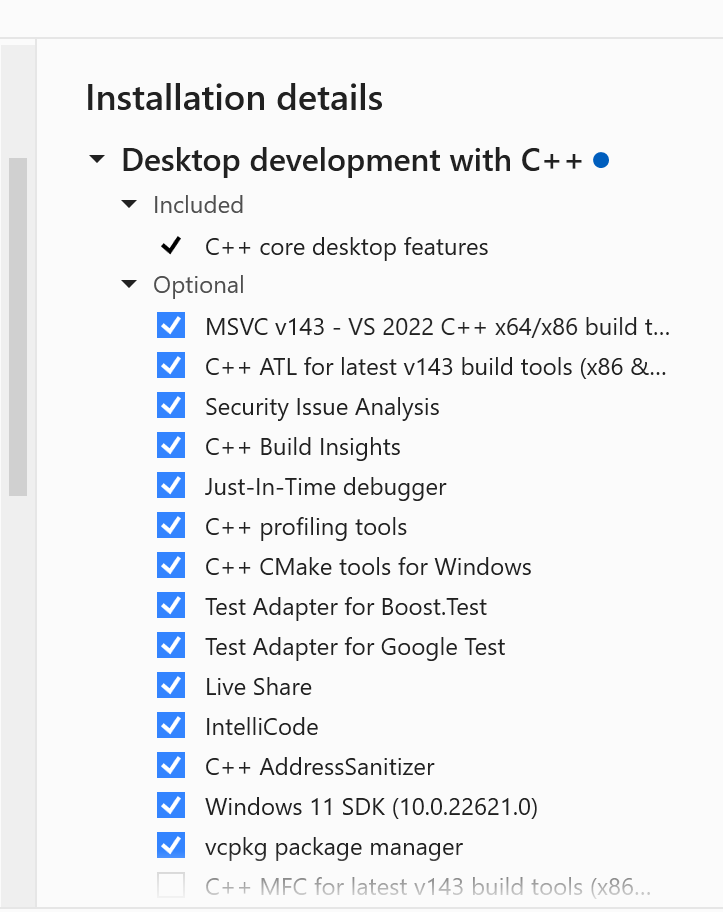 Installation details
Desktop development with C++
Included
C++ core desktop features
Optional
MSVC v143 - VS 2022 C++ x64/x86 build t...
C++ ATL for latest v143 build tools (x86 &...
Security Issue Analysis
C++ Build Insights
Just-In-Time debugger
C++ profiling tools
C++ CMake tools for Windows
Test Adapter for Boost.Test
Test Adapter for Google Test
Live Share
IntelliCode
C++ AddressSanitizer
Windows 11 SDK (10.0.22621.0)
vcpkg package manager
C++ MFC for latest v143 build tools (x86...